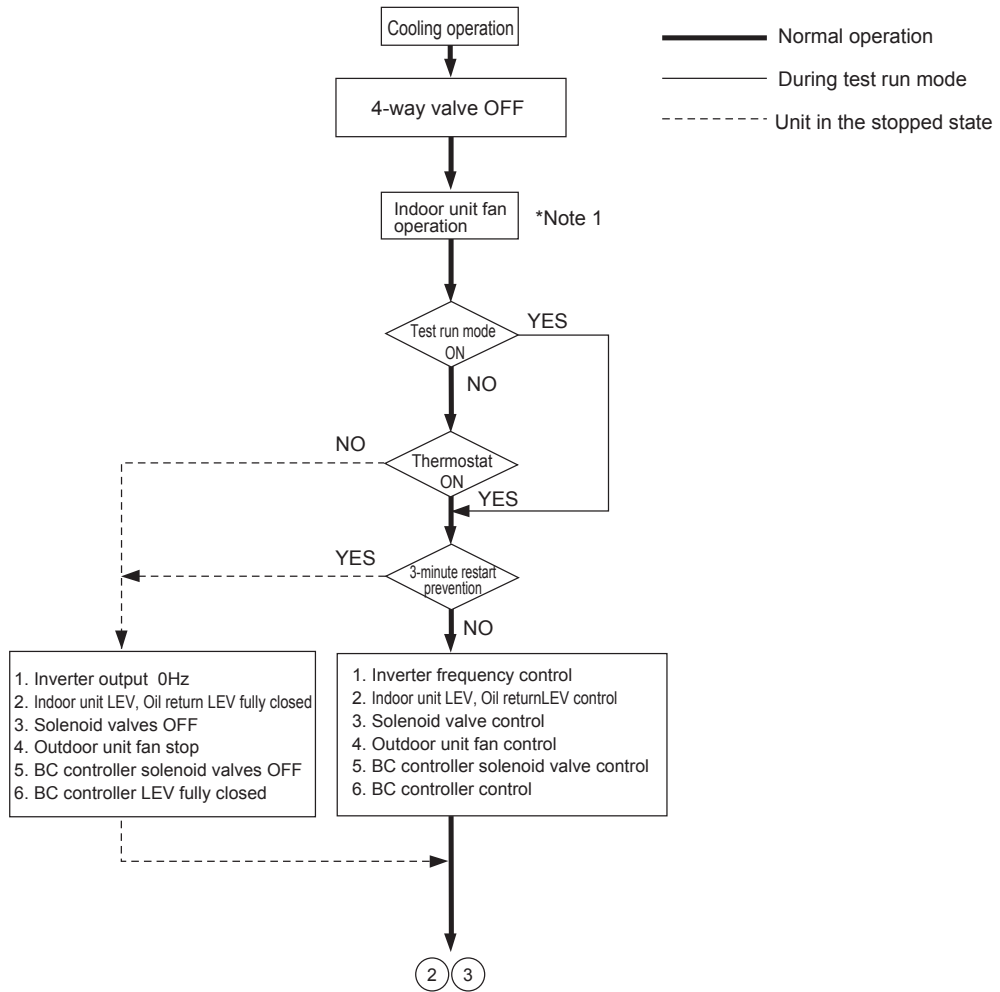 Cooling operation
Normal operation
During test run mode
Unit in the stopped state
4-way valve OFF
Indoor unit fan
operation
*Note 1
Test run mode
ON
YES
NO
Thermostat
ON
NO
YES
3-minute restart
prevention
YES
NO
1. Inverter output 0Hz
2. Indoor unit LEV, Oil return LEV fully closed
3. Solenoid valves OFF
4. Outdoor unit fan stop
5. BC controller solenoid valves OFF
6. BC controller LEV fully closed
1. Inverter frequency control
2. Indoor unit LEV, Oil returnLEV control
3. Solenoid valve control
4. Outdoor unit fan control
5. BC controller solenoid valve control
6. BC controller control
2 3